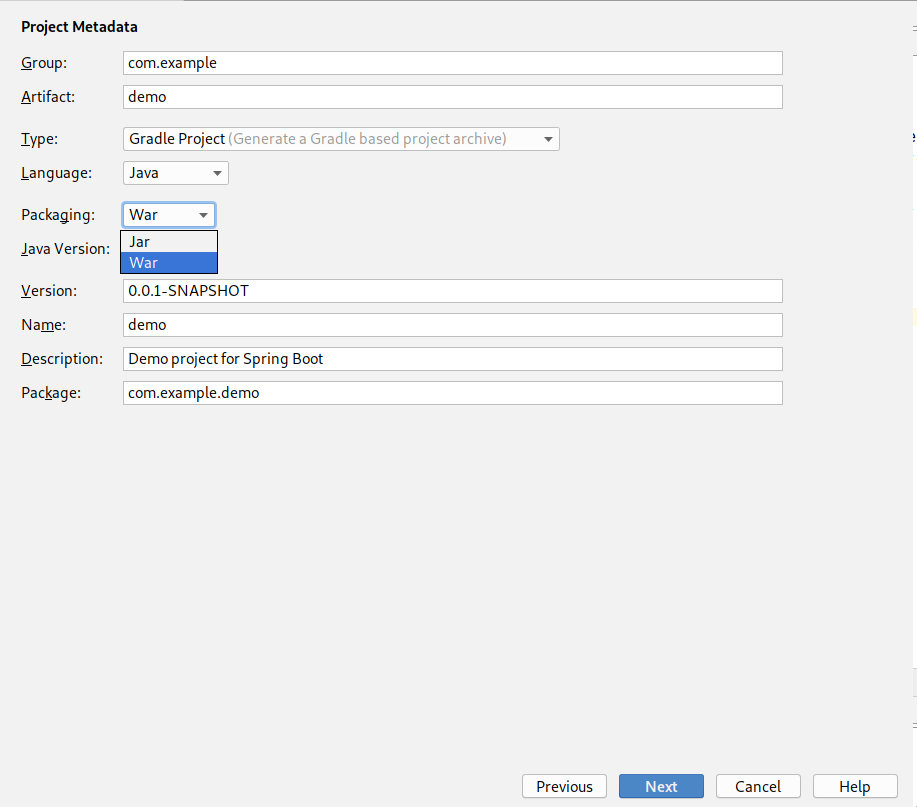 Project Metadata
Group: com.example
Artifact: demo
Type: Gradle Project (Generate a Gradle based project archive)
Language: Java
Packaging: War
Jar
Java Version:
War
Version: 0.0.1-SNAPSHOT
Name: demo
Description: Demo project for Spring Boot
Package: com.example.demo
Previous Next Cancel Help